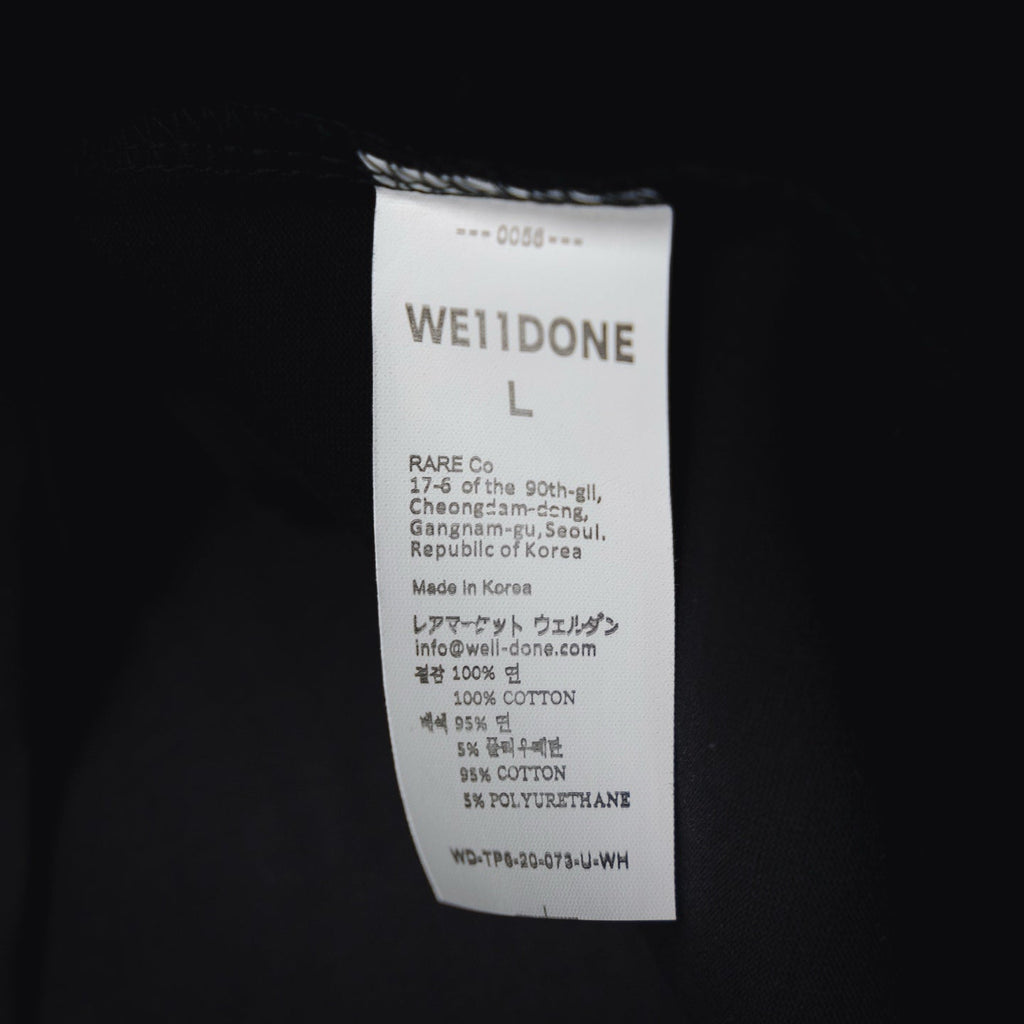 ---0056---
WE11DONE
L
RARE Co
17-6 of the 90th-gil,
Cheongdam-dong,
Gangnam-gu,Seoul,
Republic of Korea
Made in Korea
レアマーケット ウェルダン
info@well-done.com
겉감 100% 면
100% COTTON
배색 95% 면
5% 폴리우레탄
95% COTTON
5% POLYURETHANE
WD-TP6-20-073-U-WH